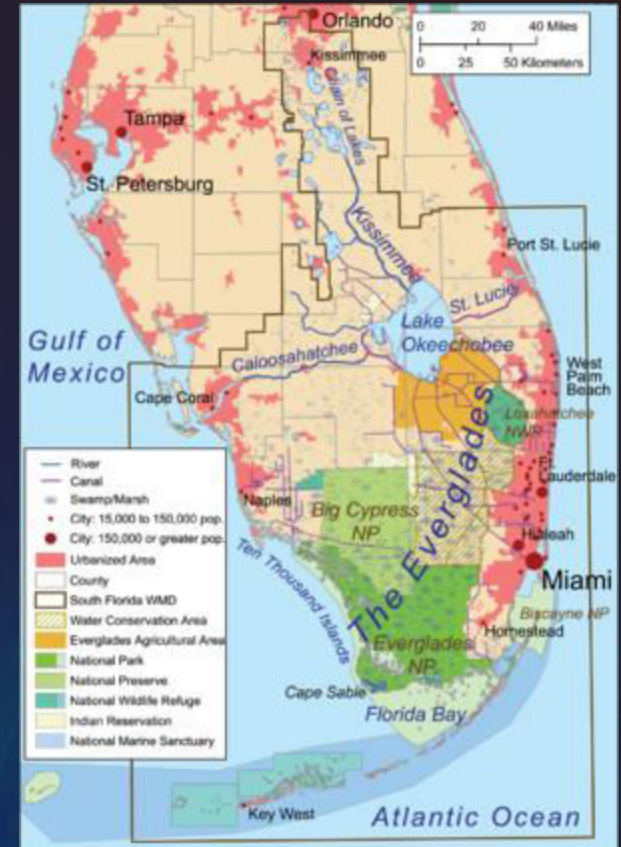 Orlando
0 20 40 Miles
0 25 50 Kilometers
Kissimmee
Chain of Lakes
Tampa
St. Petersburg
Kissimmee
Port St. Lucie
St. Lucie
Lake
Okeechobee
Gulf of
Mexico
Caloosahatchee
West
Palm
Beach
Cape Coral
Loxahatchee
NWR
The Everglades
Lauderdale
Naples
Big Cypress
NP
Hialeah
Miami
Ten Thousand Islands
Biscayne NP
Homestead
Everglades
NP
Cape Sable
Florida Bay
Key West
Atlantic Ocean
River
Canal
Swamp/Marsh
City: 15,000 to 150,000 pop.
City: 150,000 or greater pop.
Urbanized Area
County
South Florida WMD
Water Conservation Area
Everglades Agricultural Area
National Park
National Preserve
National Wildlife Refuge
Indian Reservation
National Marine Sanctuary